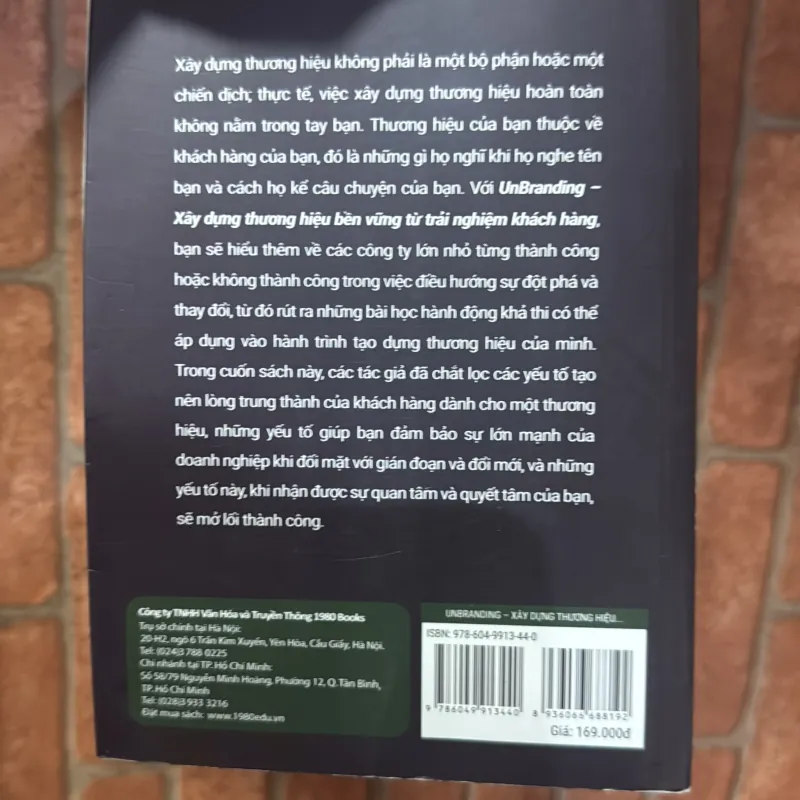 Xây dựng thương hiệu không phải là một bộ phận hoặc một
chiến dịch; thực tế, việc xây dựng thương hiệu hoàn toàn
không nằm trong tay bạn. Thương hiệu của bạn thuộc về
khách hàng của bạn, đó là những gì họ nghĩ khi họ nghe tên
bạn và cách họ kể câu chuyện của bạn. Với UnBranding –
Xây dựng thương hiệu bền vững từ trải nghiệm khách hàng,
bạn sẽ hiểu thêm về các công ty lớn nhỏ từng thành công
hoặc không thành công trong việc điều hướng sự đột phá và
thay đổi, từ đó rút ra những bài học hành động khả thi có thể
áp dụng vào hành trình tạo dựng thương hiệu của mình.
Trong cuốn sách này, các tác giả đã chắt lọc các yếu tố tạo
nên lòng trung thành của khách hàng dành cho một thương
hiệu, những yếu tố giúp bạn đảm bảo sự lớn mạnh của
doanh nghiệp khi đối mặt với gián đoạn và đổi mới, và những
yếu tố này, khi nhận được sự quan tâm và quyết tâm của bạn,
sẽ mở lối thành công.
Công ty TNHH Văn Hóa và Truyền Thông 1980 Books
Trụ sở chính tại Hà Nội:
20-H2, ngõ 6 Trần Kim Xuyến, Yên Hòa, Cầu Giấy, Hà Nội.
Tel: (024)3 788 0225
Chi nhánh tại TP. Hồ Chí Minh:
Số 58/79 Nguyễn Minh Hoàng, Phường 12, Q.Tân Bình,
TP. Hồ Chí Minh
Tel: (028)3 933 3216
Đặt mua sách: www.1980edu.vn
UNBRANDING – XÂY DỰNG THƯƠNG HIỆU...
ISBN: 978-604-9913-44-0
9 786049 913440
8 936066 688192
Giá: 169.000đ